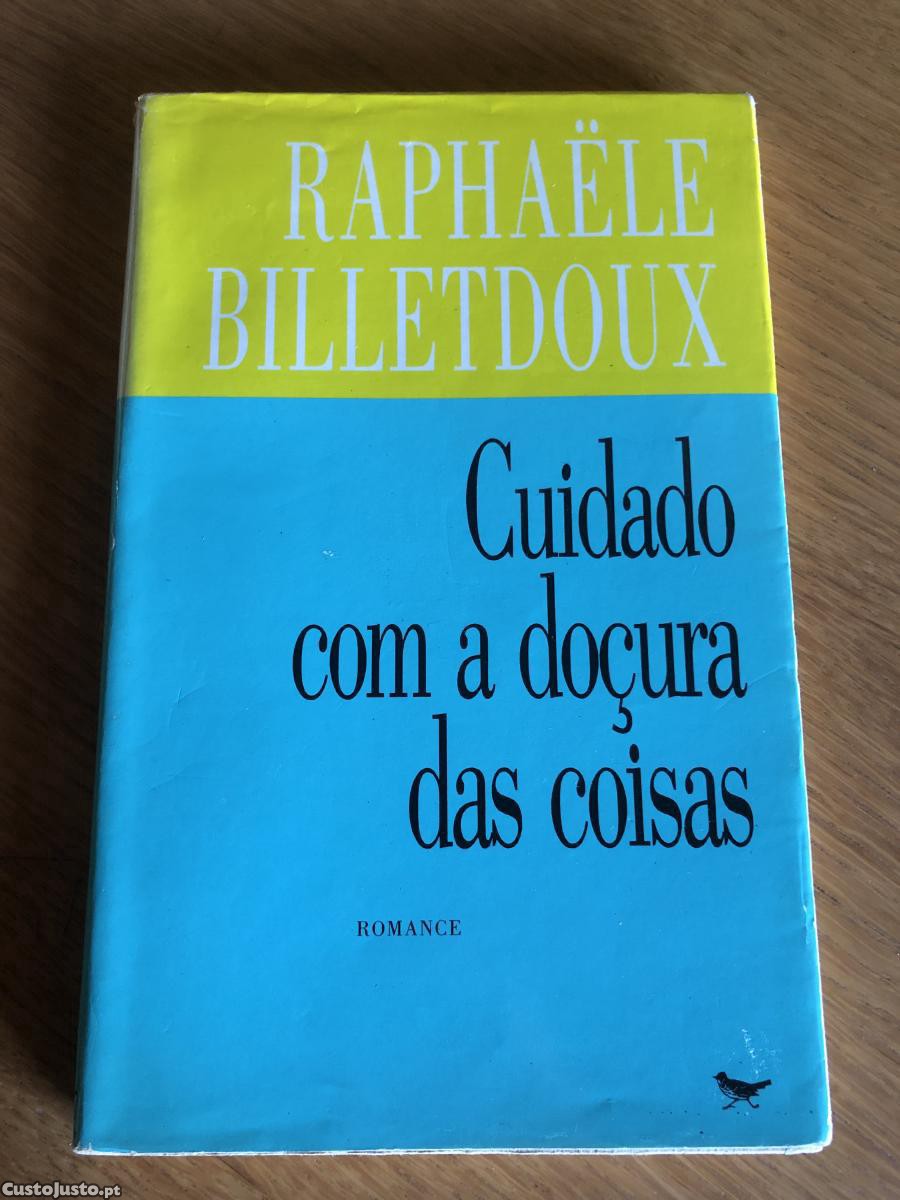 RAPHAËLE
BILLETDOUX
Cuidado
com a doçura
das coisas
ROMANCE
CustoJusto.pt